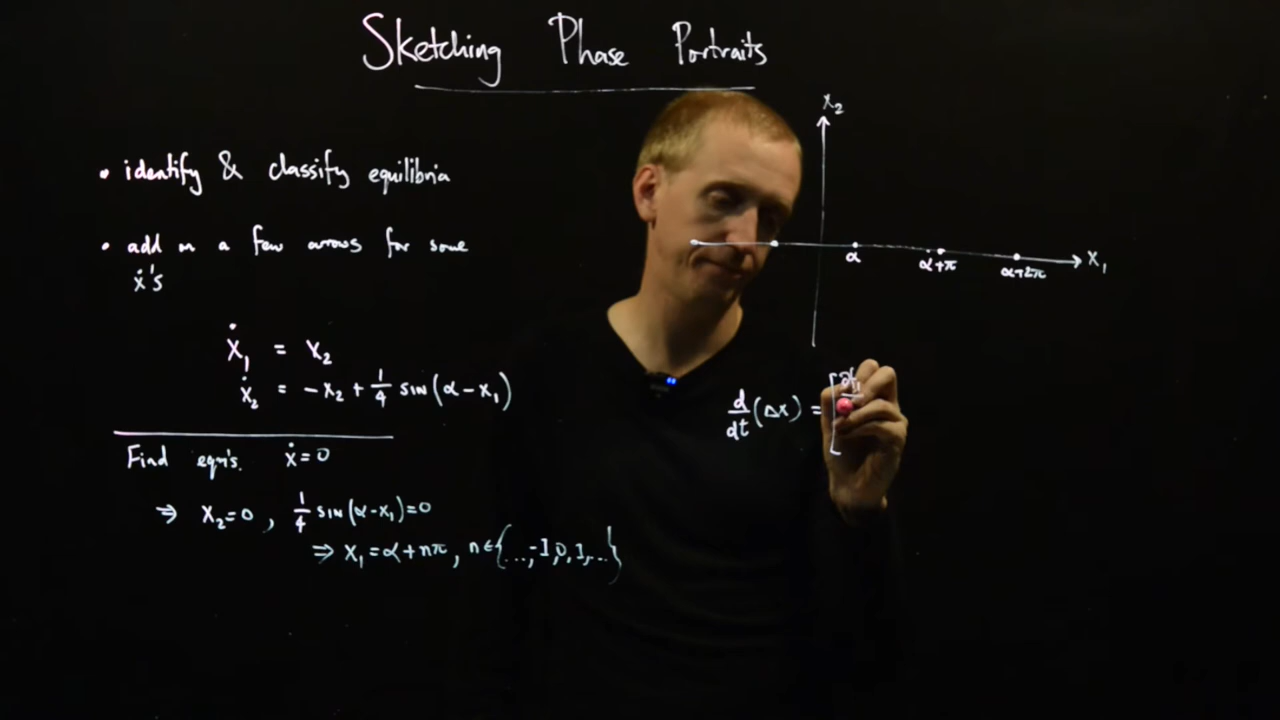 Sketching Phase Portraits
• identify & classify equilibria
• add in a few arrows for some
ẋ's
ẋ₁ = x₂
ẋ₂ = -x₂ + 1/4 sin(α - x₁)
Find eqm's. ẋ = 0
⇒ x₂=0, 1/4 sin(α-x₁)=0
⇒ x₁ = α + nπ, n ∈ {..., -1, 0, 1, ...}
x₂
α
α+π
α+2π
x₁
d/dt (Δx) = [∂f₁